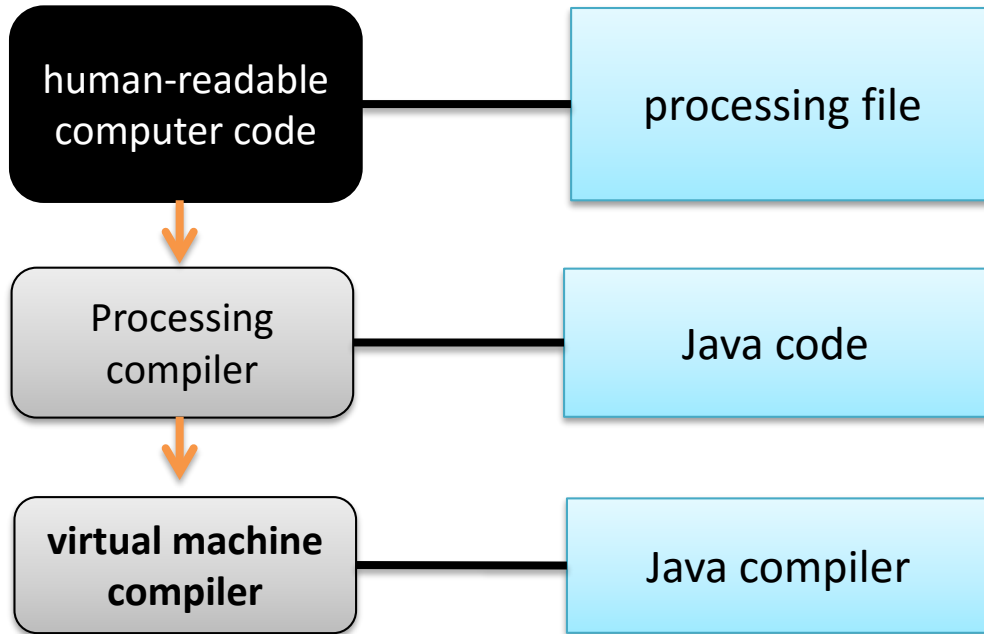 human-readable
computer code
processing file
Processing
compiler
Java code
virtual machine
compiler
Java compiler